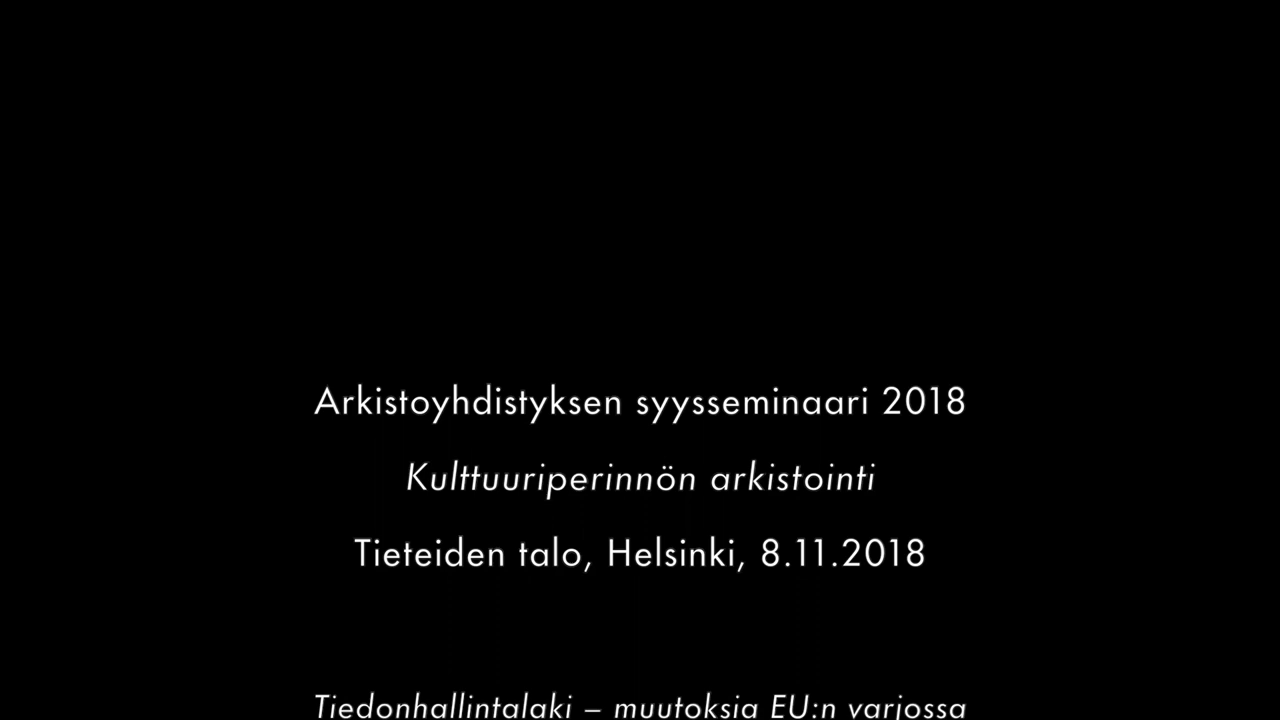 Arkistoyhdistyksen syysseminaari 2018
Kulttuuriperinnön arkistointi
Tieteiden talo, Helsinki, 8.11.2018
Tiedonhallintalaki – muutoksia EU:n varjossa